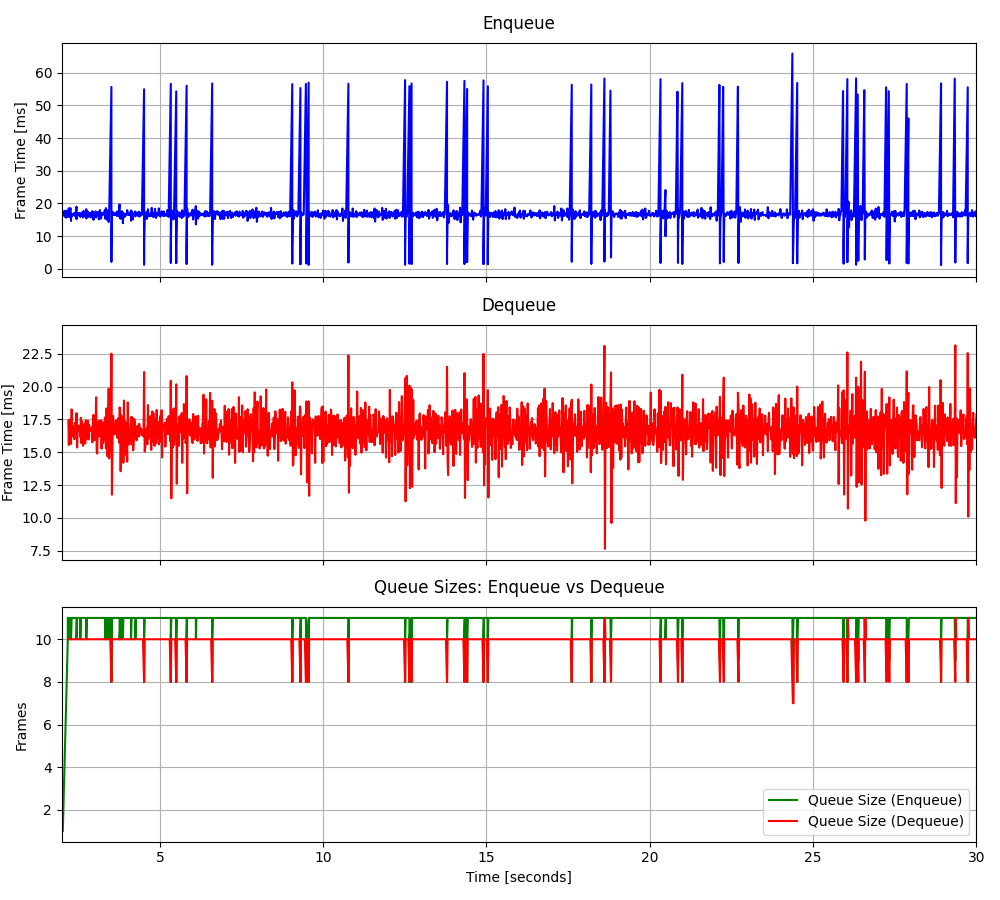 Enqueue
Frame Time [ms]
60
50
40
30
20
10
0
Dequeue
Frame Time [ms]
22.5
20.0
17.5
15.0
12.5
10.0
7.5
Queue Sizes: Enqueue vs Dequeue
Frames
10
8
6
4
2
Queue Size (Enqueue)
Queue Size (Dequeue)
5 10 15 20 25 30
Time [seconds]